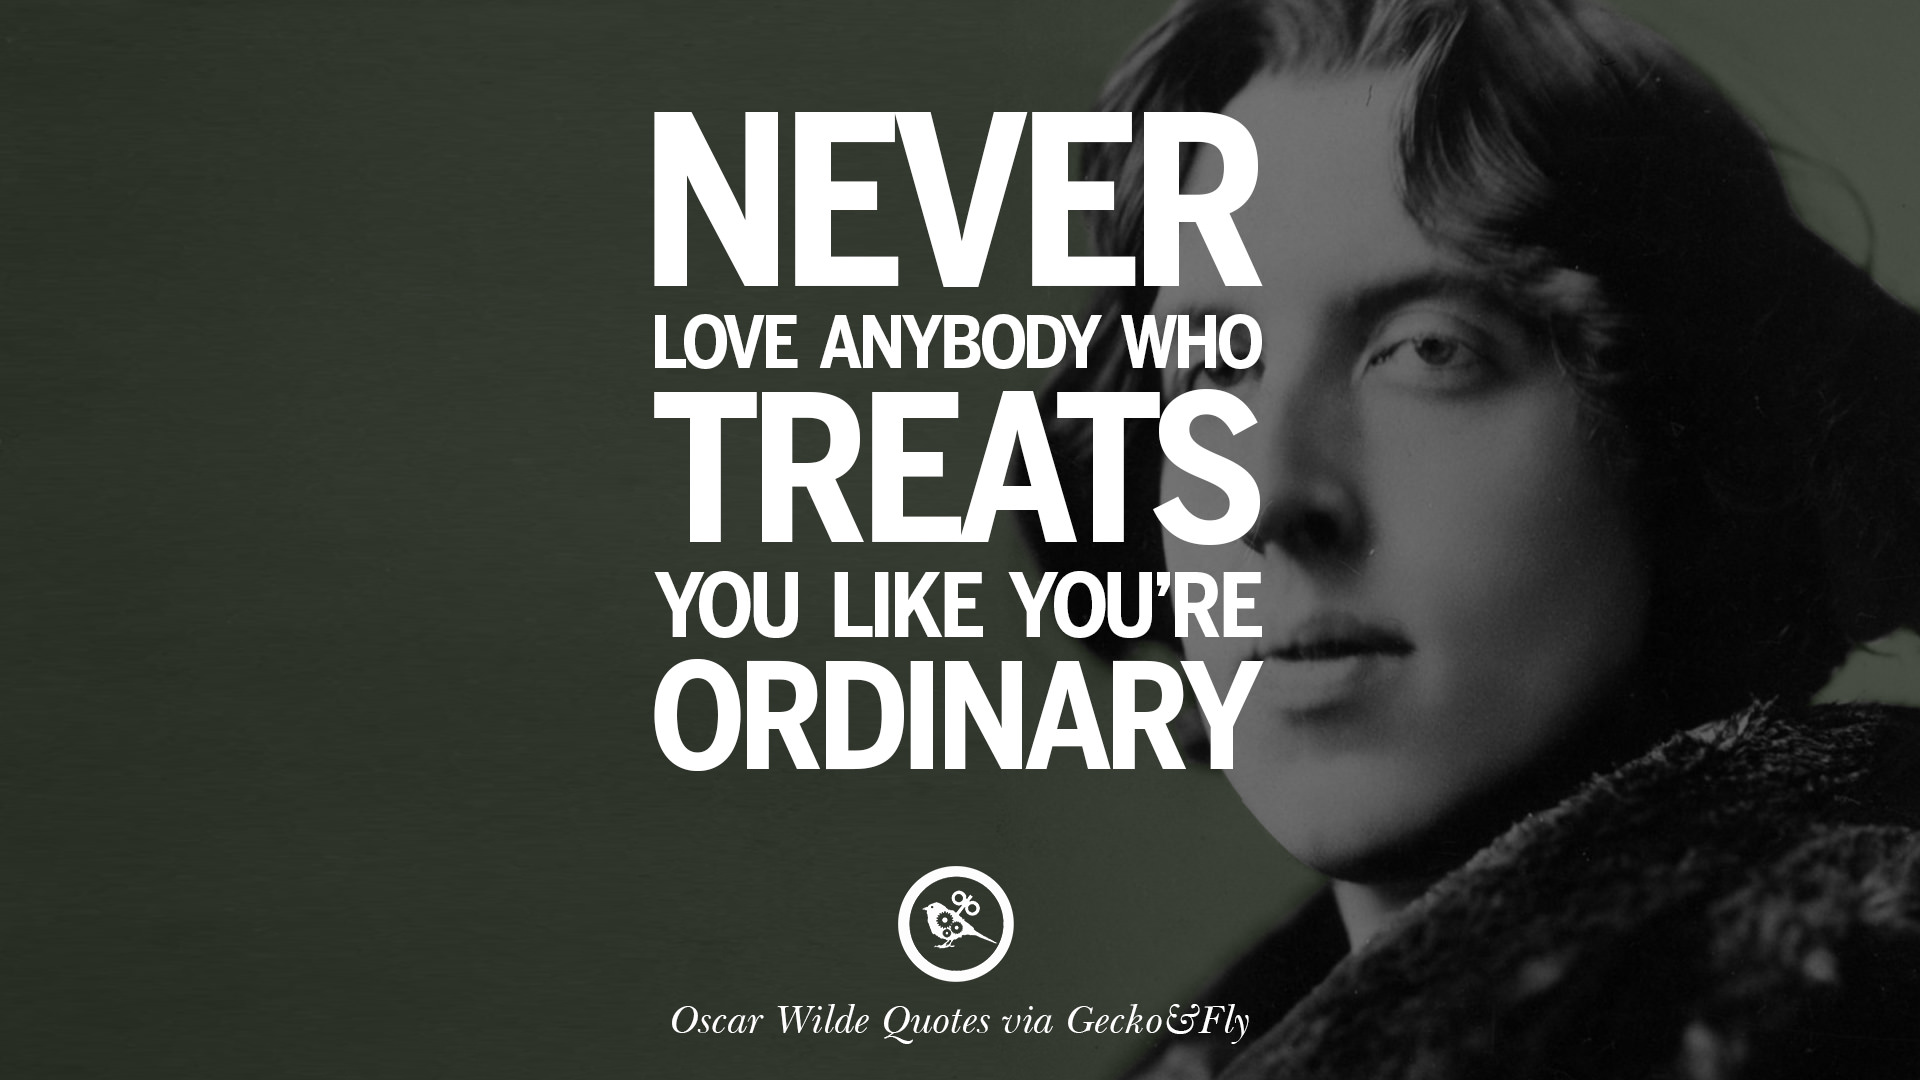 NEVER
LOVE ANYBODY WHO
TREATS
YOU LIKE YOU’RE
ORDINARY
Oscar Wilde Quotes via Gecko&Fly